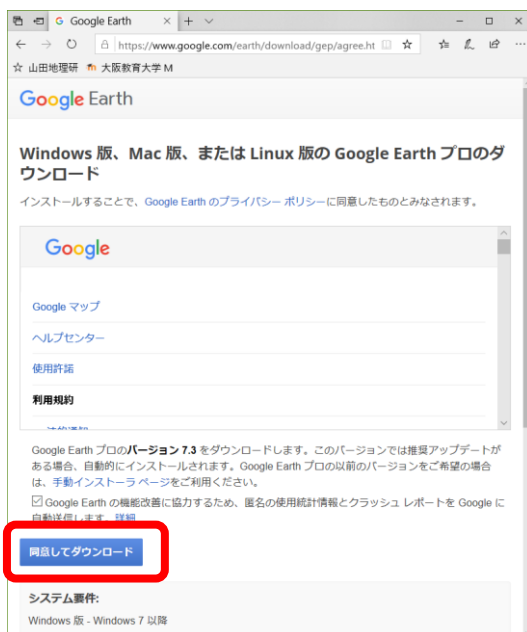 Google Earth
https://www.google.com/earth/download/gep/agree.ht
山田地理研 大阪教育大学 M
Google Earth
Windows 版、Mac 版、または Linux 版の Google Earth プロのダ
ウンロード
インストールすることで、Google Earth のプライバシー ポリシーに同意したものとみなされます。
Google
Google マップ
ヘルプセンター
使用許諾
利用規約
Google Earth プロのバージョン 7.3 をダウンロードします。このバージョンでは推奨アップデートが
ある場合、自動的にインストールされます。Google Earth プロの以前のバージョンをご希望の場合
は、手動インストーラ ページをご利用ください。
Google Earth の機能改善に協力するため、匿名の使用統計情報とクラッシュ レポートを Google に
自動送信します。詳細
同意してダウンロード
システム要件:
Windows 版 - Windows 7 以降